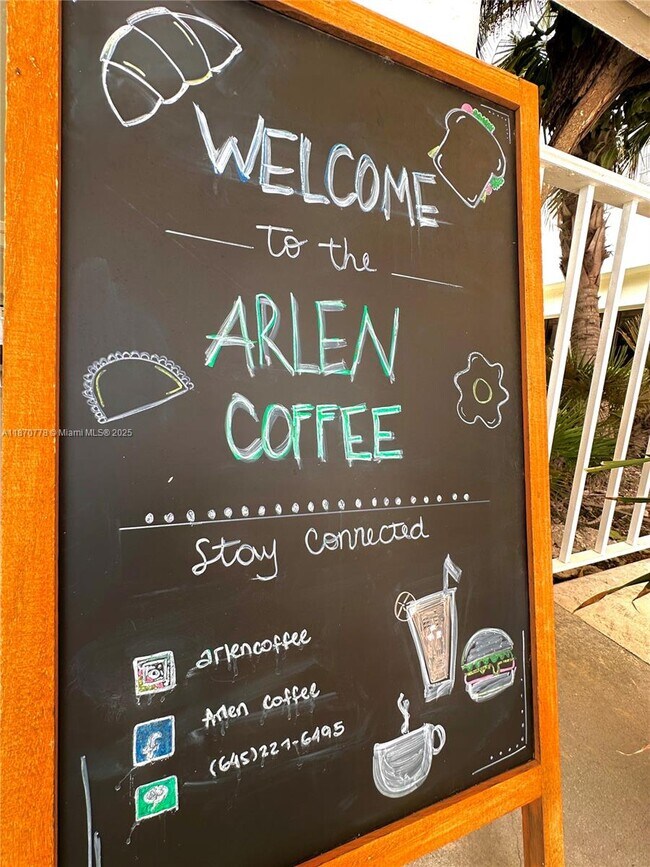 WELCOME
to the
ARLEN
COFFEE
Stay Connected
arlencoffee
Arlen Coffee
(645)227-6495
A11870778 © Miami MLS® 2025